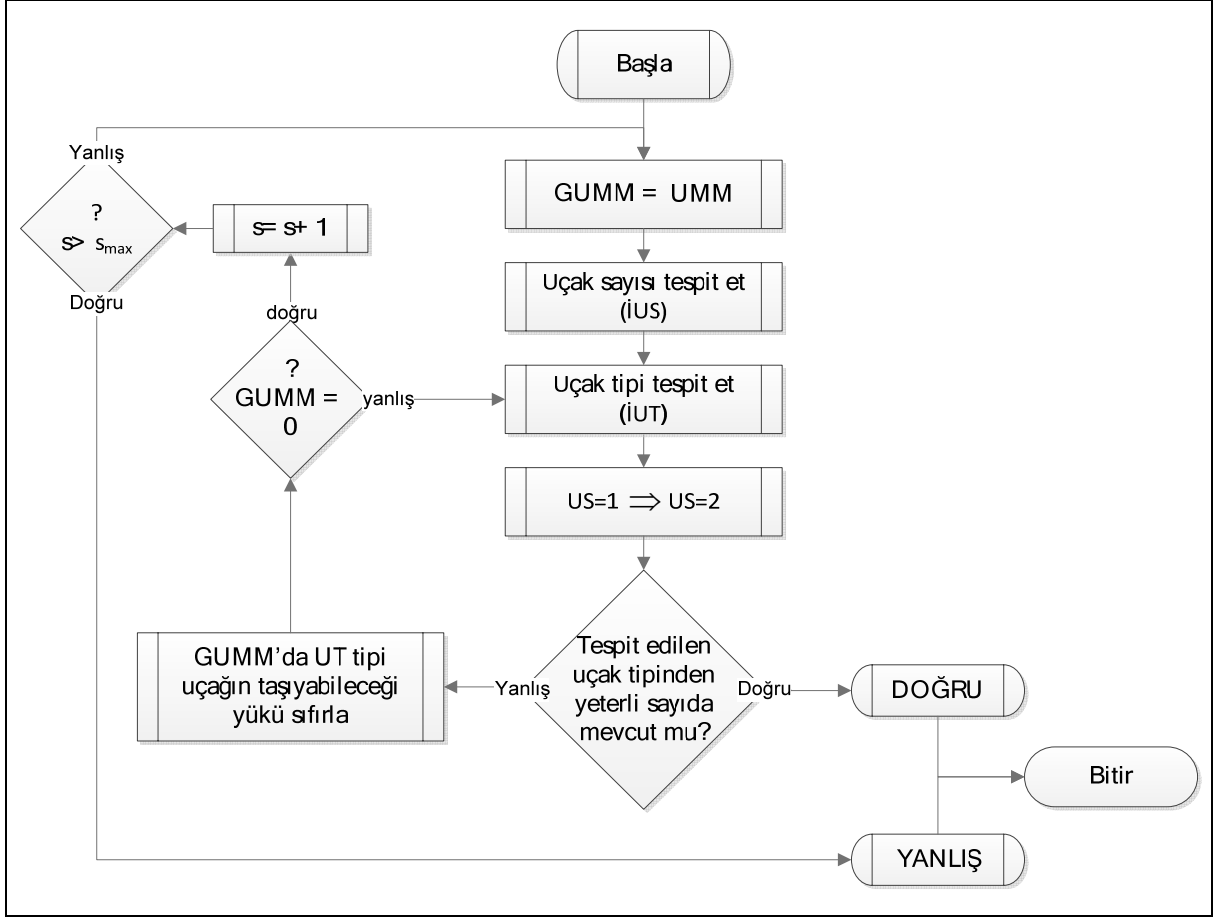 Başla
Yanlış
GUMM = UMM
?
s> smax
s= s+ 1
Doğru
Uçak sayısı tespit et
(İUS)
doğru
?
GUMM =
0
yanlış
Uçak tipi tespit et
(İUT)
US=1 ⇒ US=2
GUMM'da UT tipi
uçağın taşıyabileceği
yükü sıfırla
Yanlış
Tespit edilen
uçak tipinden
yeterli sayıda
mevcut mu?
Doğru
DOĞRU
Bitir
YANLIŞ